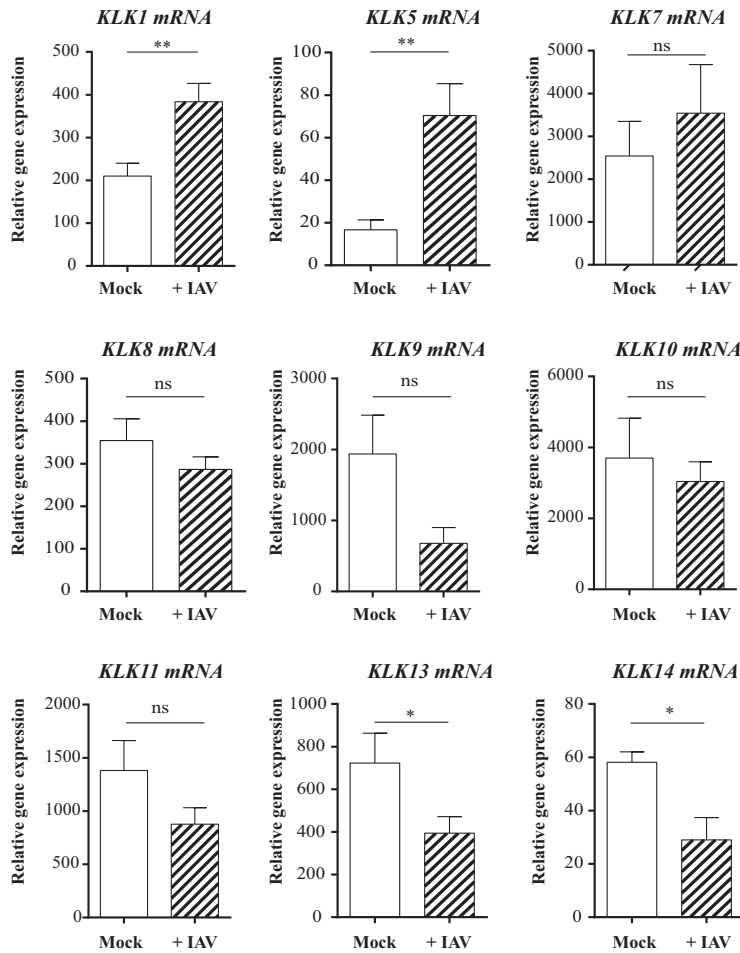 KLK1 mRNA
Relative gene expression
500
400
300
200
100
0
**
Mock
+ IAV
KLK5 mRNA
Relative gene expression
100
80
60
40
20
0
**
Mock
+ IAV
KLK7 mRNA
Relative gene expression
5000
4000
3000
2000
1000
0
ns
Mock
+ IAV
KLK8 mRNA
Relative gene expression
500
400
300
300
100
0
ns
Mock
+ IAV
KLK9 mRNA
Relative gene expression
3000
2000
1000
0
ns
Mock
+ IAV
KLK10 mRNA
Relative gene expression
6000
4000
2000
0
ns
Mock
+ IAV
KLK11 mRNA
Relative gene expression
2000
1500
1000
500
0
ns
Mock
+ IAV
KLK13 mRNA
Relative gene expression
1000
800
600
400
200
0
*
Mock
+ IAV
KLK14 mRNA
Relative gene expression
60
60
40
20
0
*
Mock
+ IAV